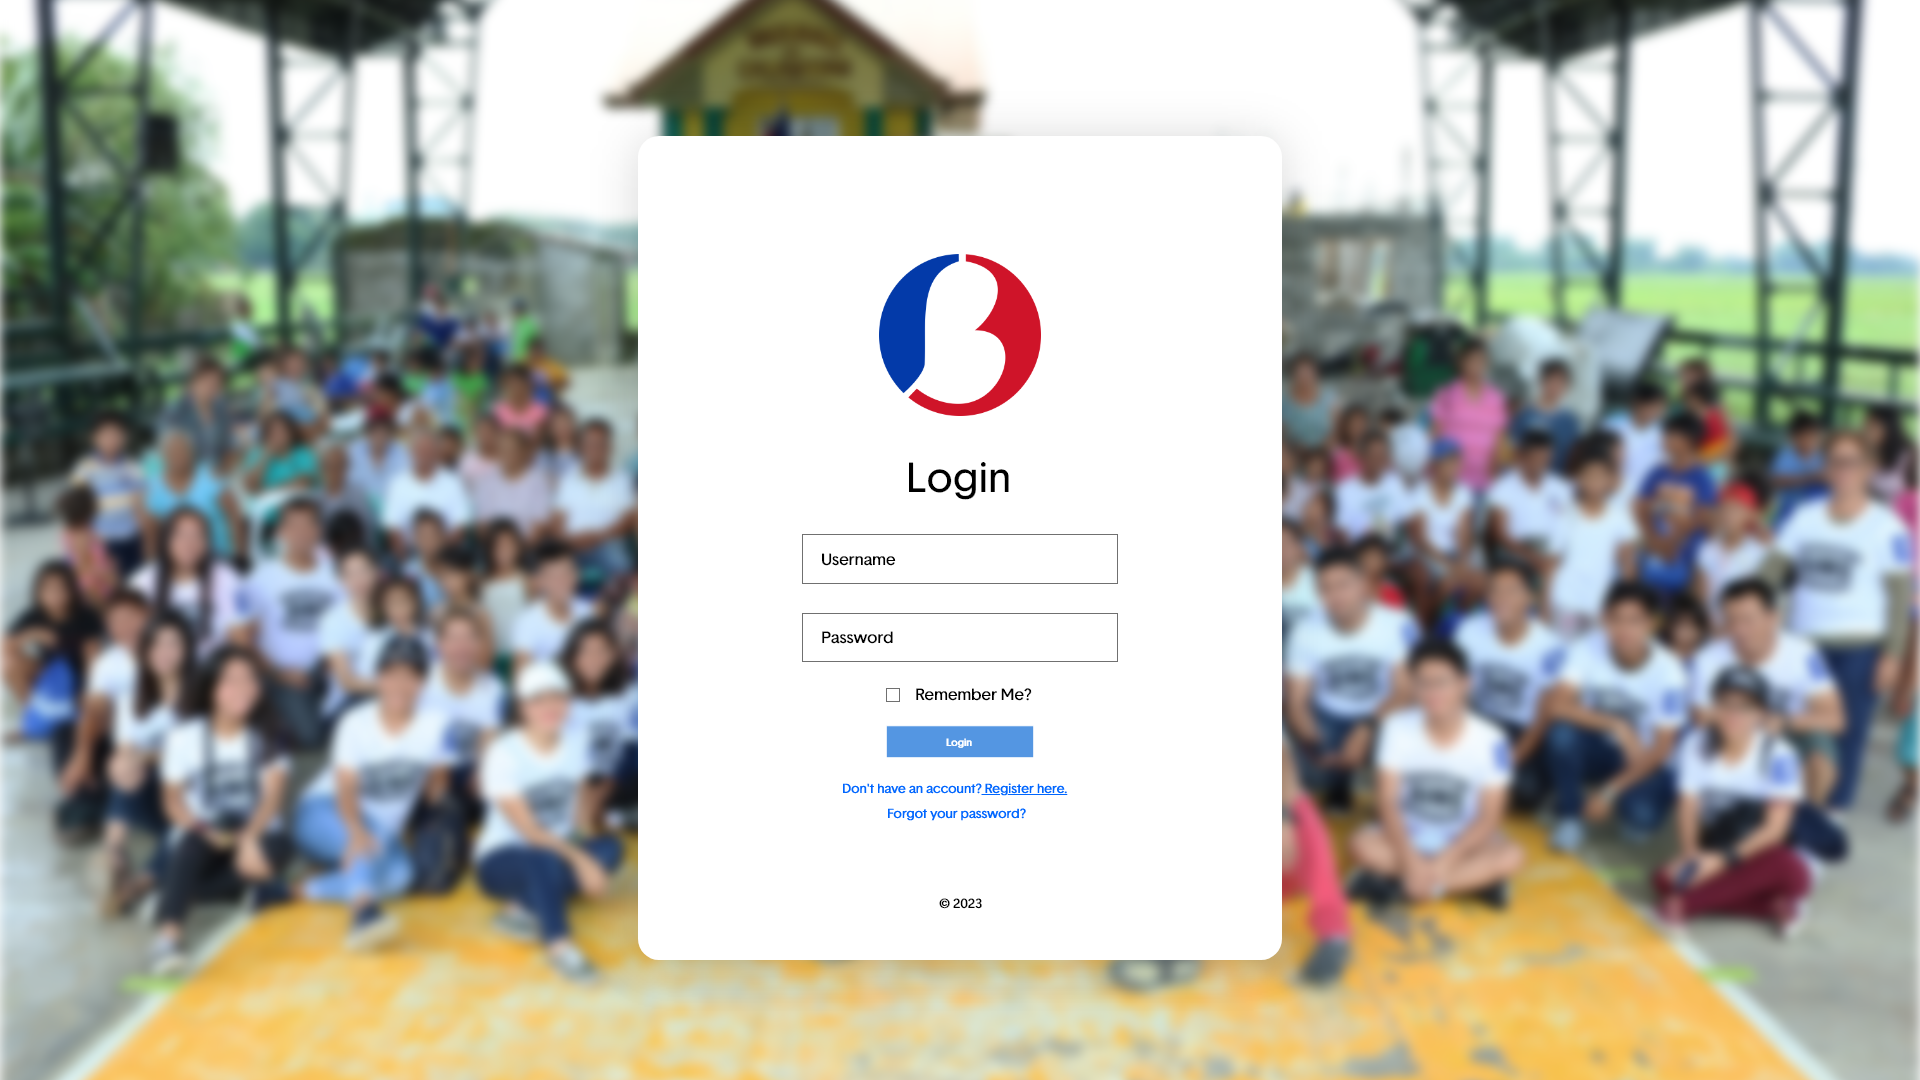 Login
Username
Password
Remember Me?
Login
Don't have an account? Register here.
Forgot your password?
© 2023